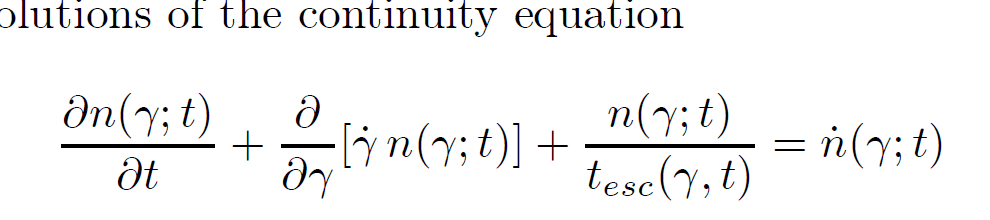 olutions of the continuity equation
∂n(γ; t)/∂t + ∂/∂γ [γ̇ n(γ; t)] + n(γ; t)/t_esc(γ, t) = ṅ(γ; t)